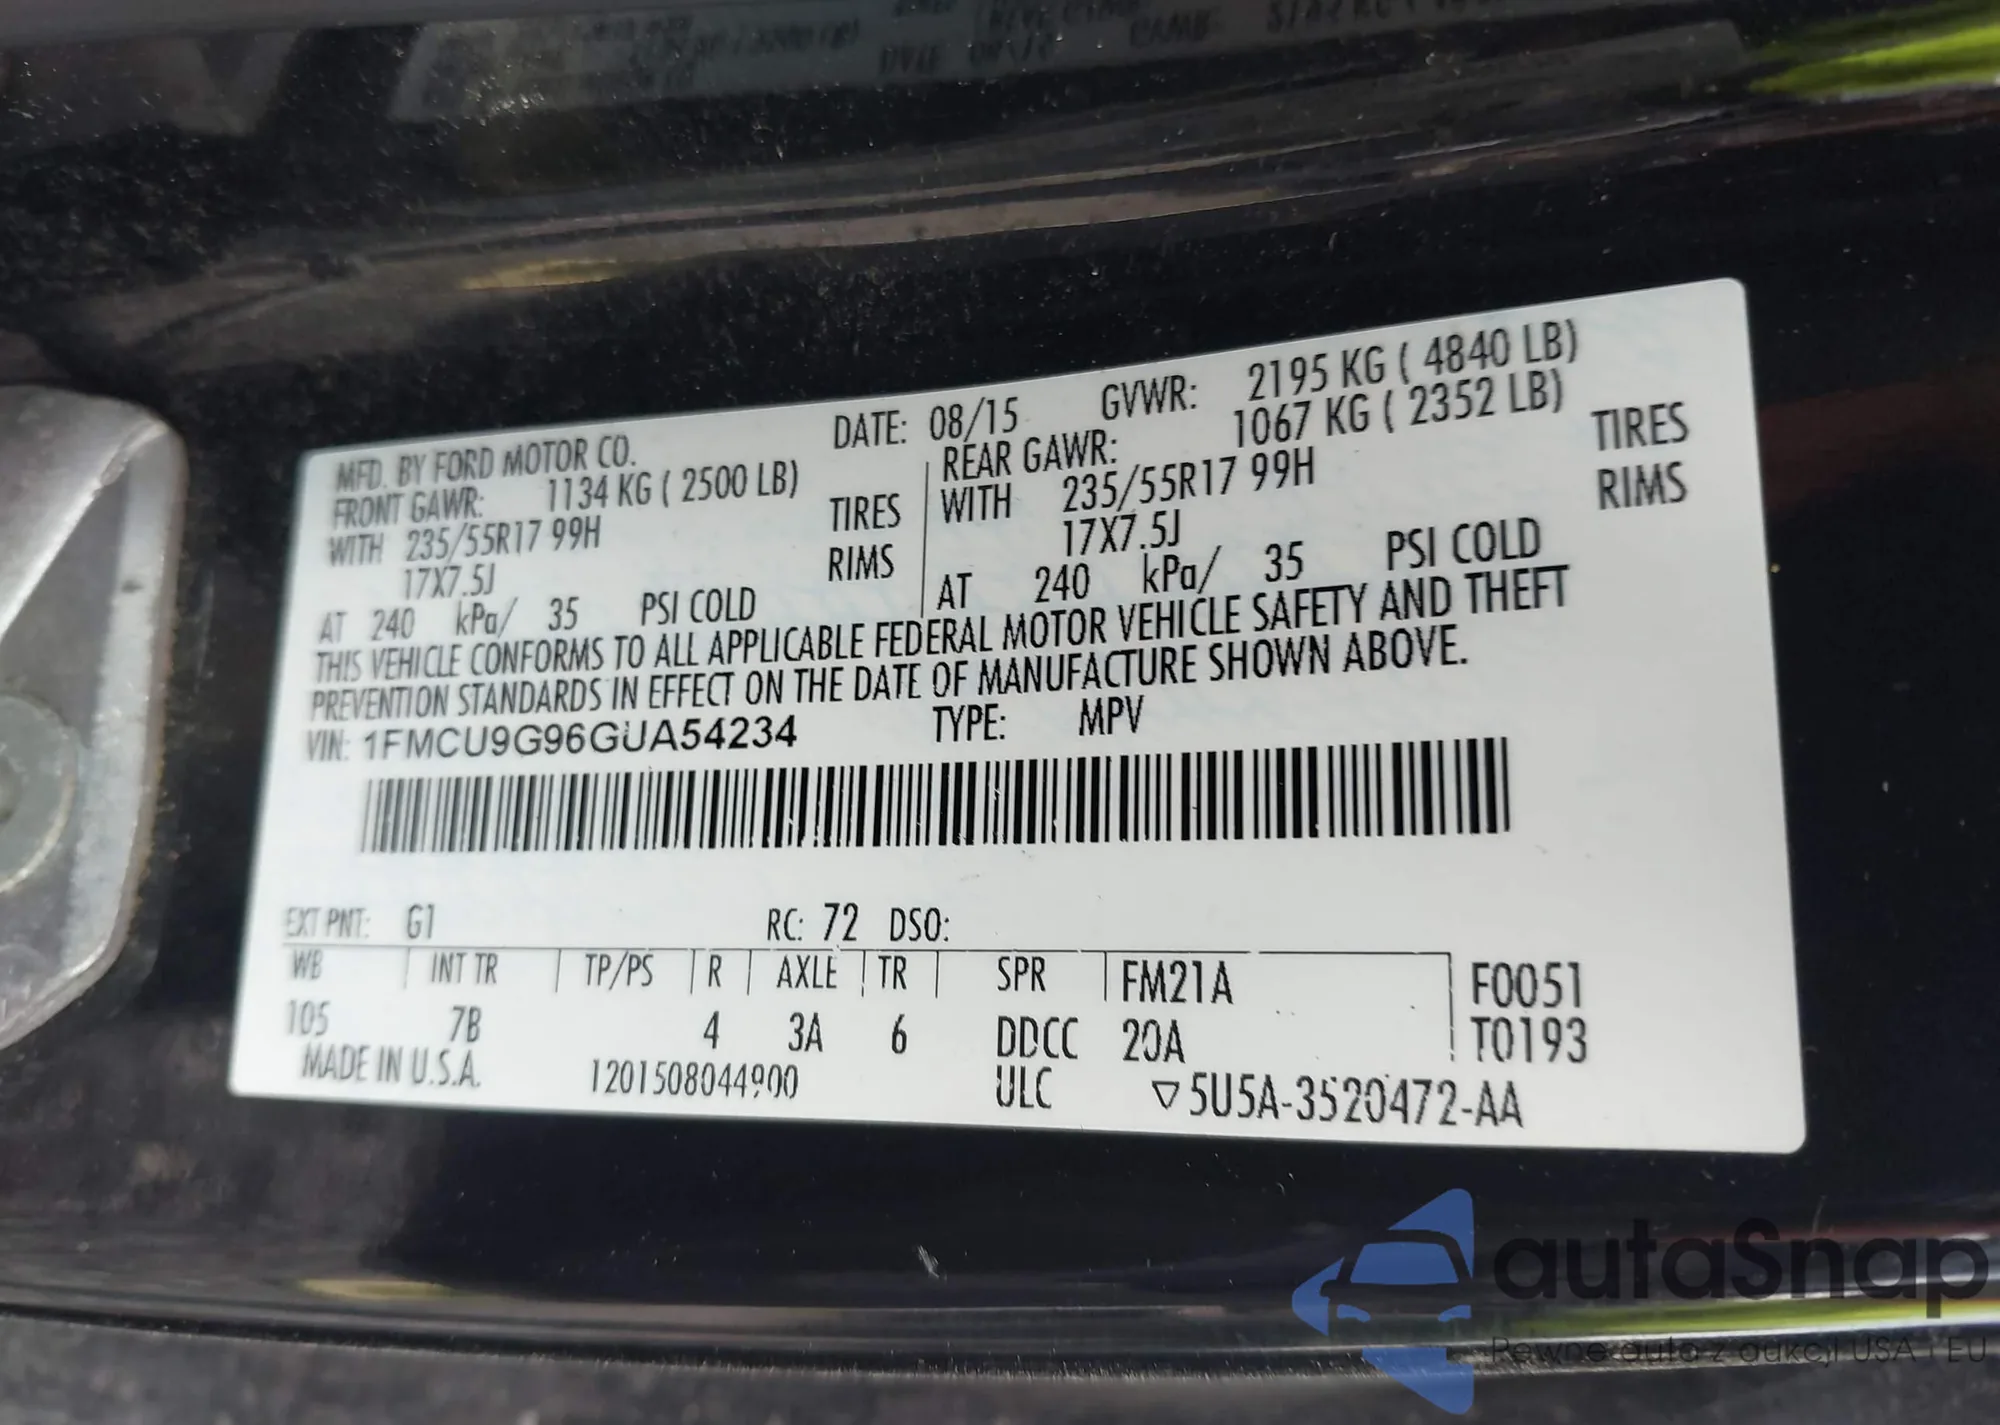 MFD. BY FORD MOTOR CO. DATE: 08/15 GVWR: 2195 KG ( 4840 LB)
FRONT GAWR: 1134 KG ( 2500 LB) REAR GAWR: 1067 KG ( 2352 LB)
WITH 235/55R17 99H TIRES WITH 235/55R17 99H TIRES
17X7.5J RIMS 17X7.5J RIMS
AT 240 kPa/ 35 PSI COLD AT 240 kPa/ 35 PSI COLD
THIS VEHICLE CONFORMS TO ALL APPLICABLE FEDERAL MOTOR VEHICLE SAFETY AND THEFT
PREVENTION STANDARDS IN EFFECT ON THE DATE OF MANUFACTURE SHOWN ABOVE.
VIN: 1FMCU9G96GUA54234 TYPE: MPV
EXT PNT: G1 RC: 72 DSO:
WB INT TR TP/PS R AXLE TR SPR FM21A F0051
105 7B 4 3A 6 DDCC 20A T0193
MADE IN U.S.A. 1201508044900 ULC ▽5U5A-3520472-AA
autaSnap
Pewne auta z aukcji USA i EU